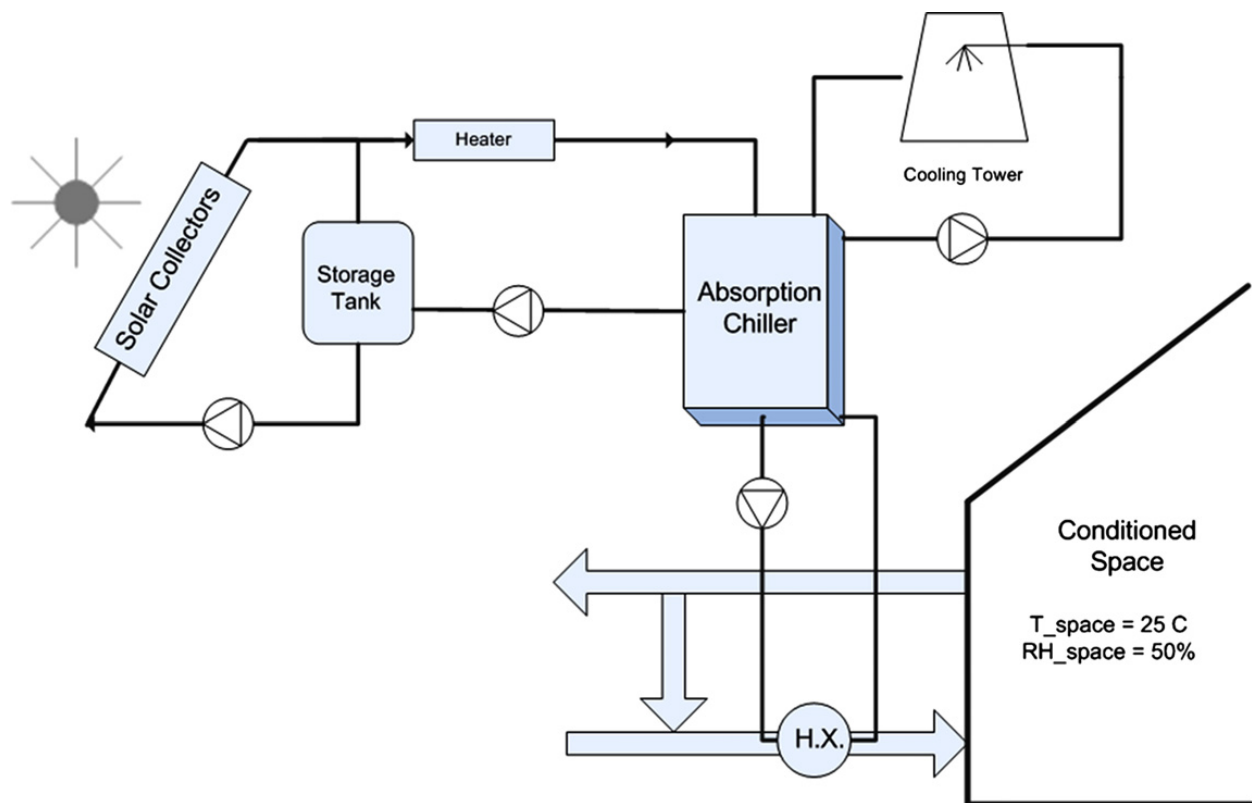 Heater
Cooling Tower
Solar Collectors
Storage
Tank
Absorption
Chiller
Conditioned
Space
T_space = 25 C
RH_space = 50%
H.X.